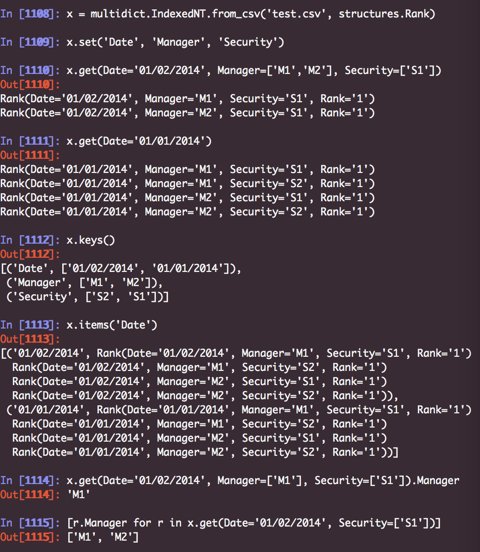 In [1108]: x = multidict.IndexedNT.from_csv('test.csv', structures.Rank)
In [1109]: x.set('Date', 'Manager', 'Security')
In [1110]: x.get(Date='01/02/2014', Manager=['M1','M2'], Security=['S1'])
Out[1110]:
Rank(Date='01/02/2014', Manager='M1', Security='S1', Rank='1')
Rank(Date='01/02/2014', Manager='M2', Security='S1', Rank='1')
In [1111]: x.get(Date='01/01/2014')
Out[1111]:
Rank(Date='01/01/2014', Manager='M1', Security='S1', Rank='1')
Rank(Date='01/01/2014', Manager='M1', Security='S2', Rank='1')
Rank(Date='01/01/2014', Manager='M2', Security='S1', Rank='1')
Rank(Date='01/01/2014', Manager='M2', Security='S2', Rank='1')
In [1112]: x.keys()
Out[1112]:
[('Date', ['01/02/2014', '01/01/2014']),
 ('Manager', ['M1', 'M2']),
 ('Security', ['S2', 'S1'])]
In [1113]: x.items('Date')
Out[1113]:
[('01/02/2014', Rank(Date='01/02/2014', Manager='M1', Security='S1', Rank='1')
  Rank(Date='01/02/2014', Manager='M1', Security='S2', Rank='1')
  Rank(Date='01/02/2014', Manager='M2', Security='S1', Rank='1')
  Rank(Date='01/02/2014', Manager='M2', Security='S2', Rank='1')),
 ('01/01/2014', Rank(Date='01/01/2014', Manager='M1', Security='S1', Rank='1')
  Rank(Date='01/01/2014', Manager='M1', Security='S2', Rank='1')
  Rank(Date='01/01/2014', Manager='M2', Security='S1', Rank='1')
  Rank(Date='01/01/2014', Manager='M2', Security='S2', Rank='1'))]
In [1114]: x.get(Date='01/02/2014', Manager=['M1'], Security=['S1']).Manager
Out[1114]: 'M1'
In [1115]: [r.Manager for r in x.get(Date='01/02/2014', Security=['S1'])]
Out[1115]: ['M1', 'M2']